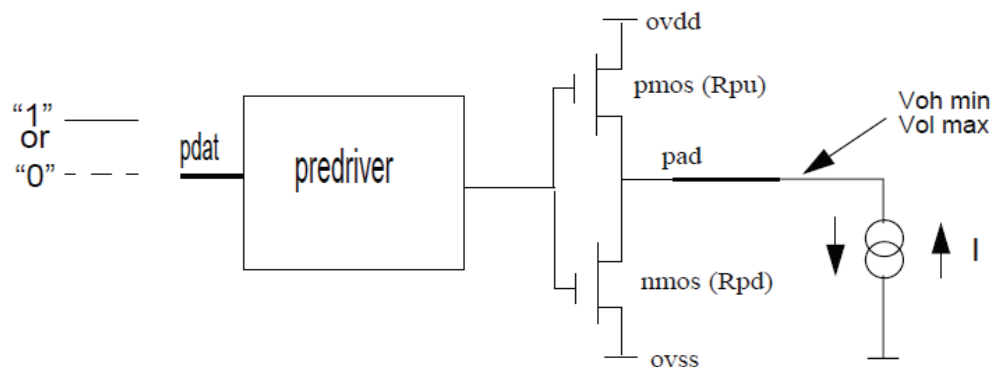 ovdd
pmos (Rpu)
“1”
or
“0”
pdat
predriver
pad
Voh min
Vol max
I
nmos (Rpd)
ovss